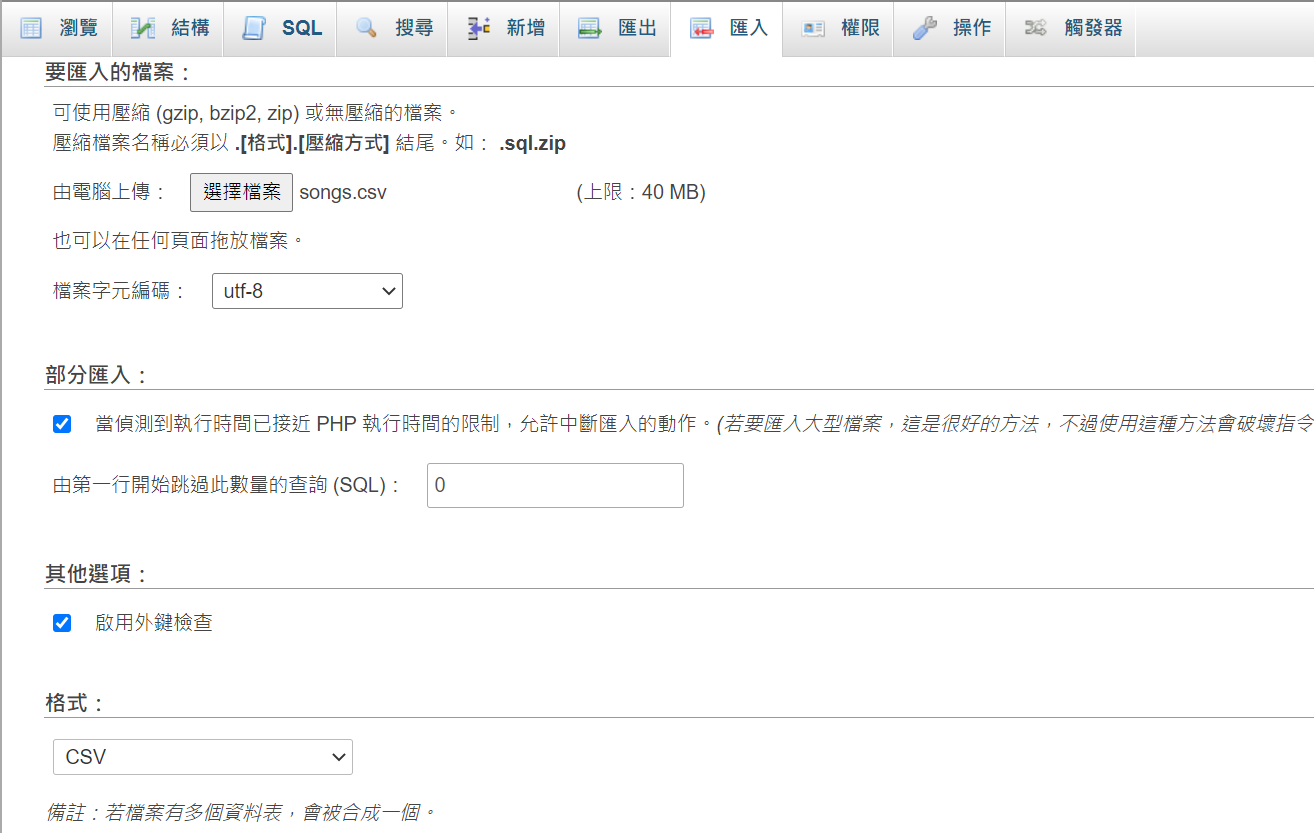 瀏覽 結構 SQL 搜尋 新增 匯出 匯入 權限 操作 觸發器
要匯入的檔案：
可使用壓縮 (gzip, bzip2, zip) 或無壓縮的檔案。
壓縮檔案名稱必須以 .[格式].[壓縮方式] 結尾。如： .sql.zip
由電腦上傳： 選擇檔案 songs.csv (上限：40 MB)
也可以在任何頁面拖放檔案。
檔案字元編碼： utf-8
部分匯入：
當偵測到執行時間已接近 PHP 執行時間的限制，允許中斷匯入的動作。(若要匯入大型檔案，這是很好的方法，不過使用這種方法會破壞指令
由第一行開始跳過此數量的查詢 (SQL)： 0
其他選項：
啟用外鍵檢查
格式：
CSV
備註：若檔案有多個資料表，會被合成一個。